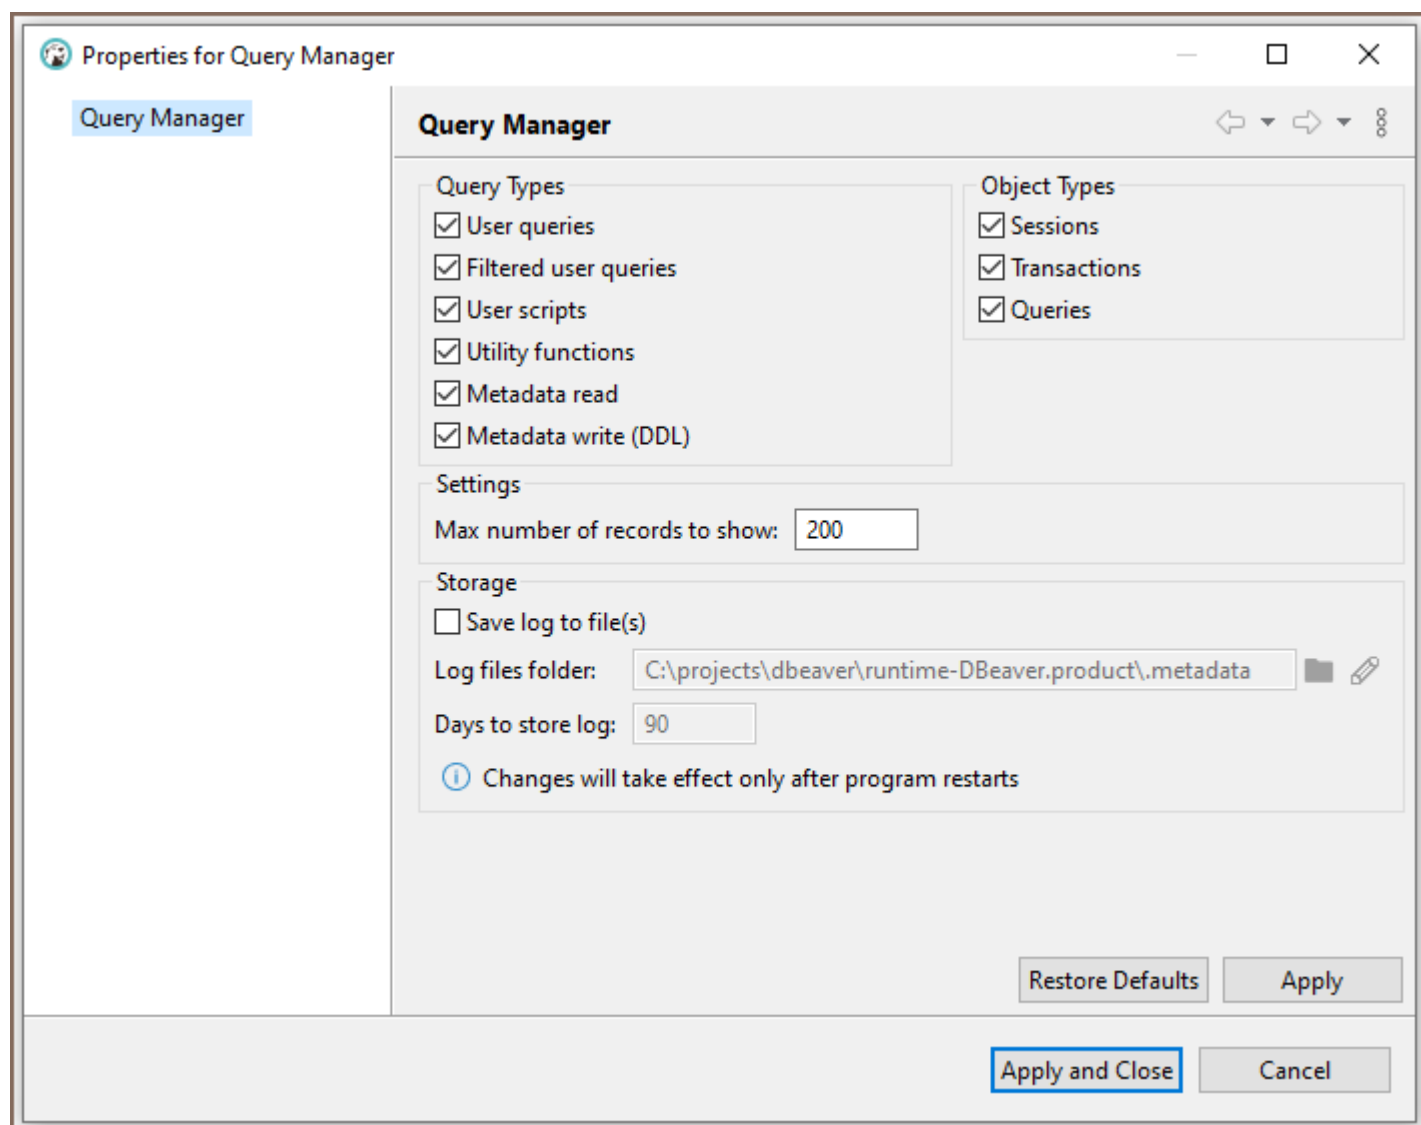 Properties for Query Manager
Query Manager
Query Manager
Query Types
User queries
Filtered user queries
User scripts
Utility functions
Metadata read
Metadata write (DDL)
Object Types
Sessions
Transactions
Queries
Settings
Max number of records to show: 200
Storage
Save log to file(s)
Log files folder: C:\projects\dbeaver\runtime-DBeaver.product\.metadata
Days to store log: 90
Changes will take effect only after program restarts
Restore Defaults Apply
Apply and Close Cancel